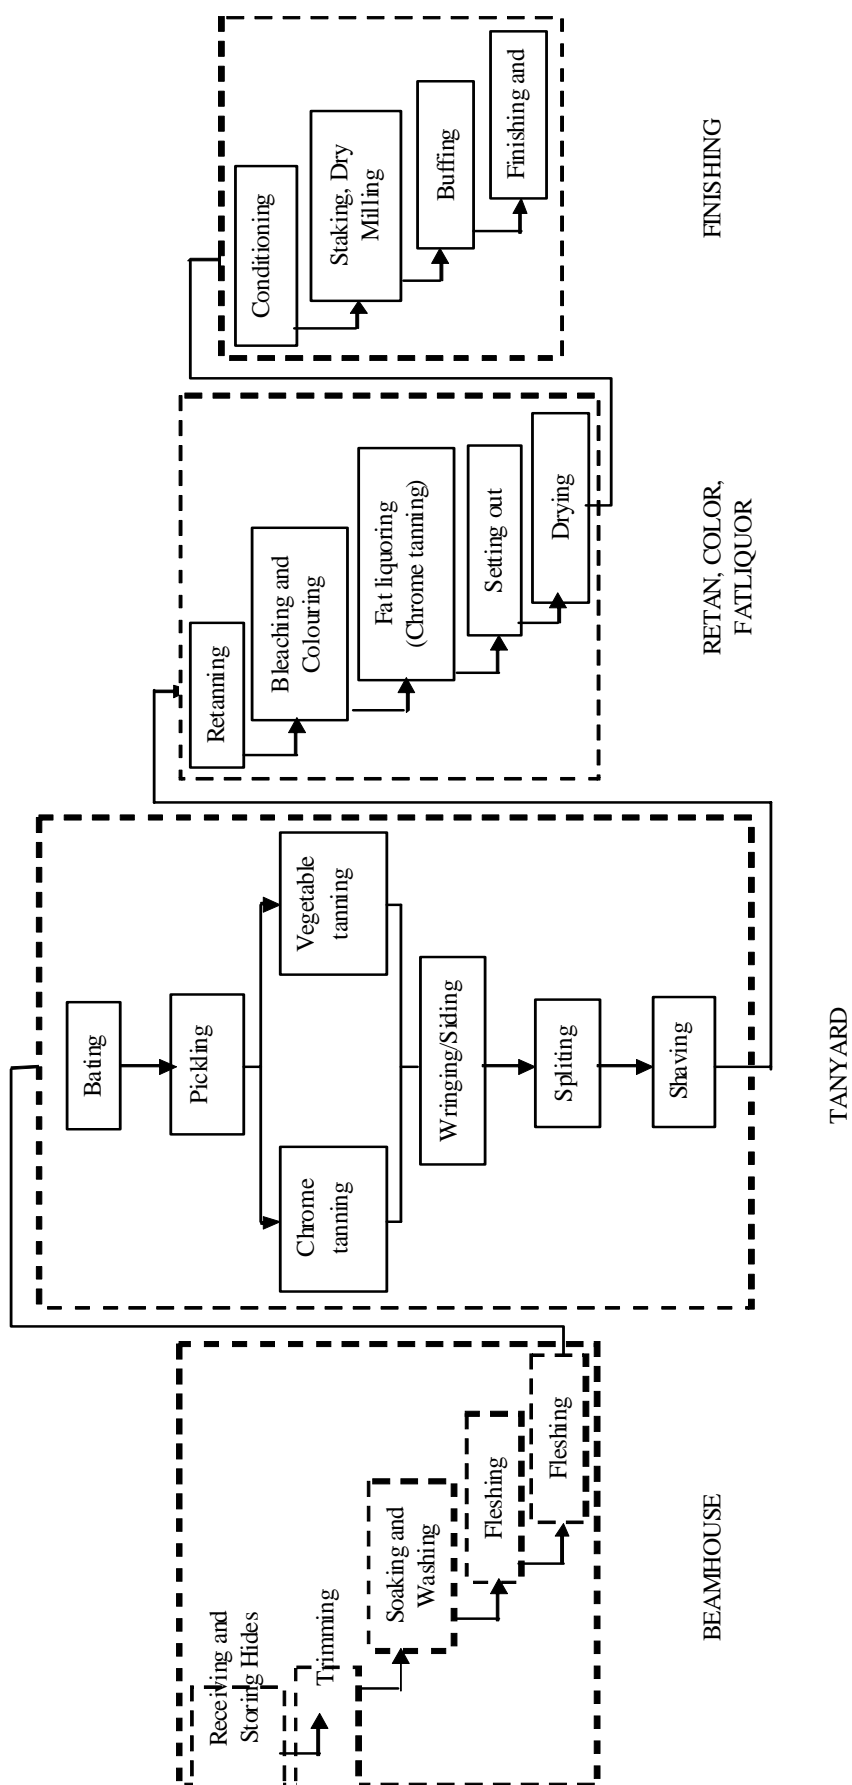 Receiving and
Storing Hides
Trimming
Soaking and
Washing
Fleshing
Fleshing
BEAMHOUSE
Bating
Pickling
Chrome
tanning
Vegetable
tanning
Wringing/Siding
Spliting
Shaving
TANYARD
Retanning
Bleaching and
Colouring
Fat liquoring
(Chrome tanning)
Setting out
Drying
RETAN, COLOR,
FATLIQUOR
Conditioning
Staking, Dry
Milling
Buffing
Finishing and
FINISHING